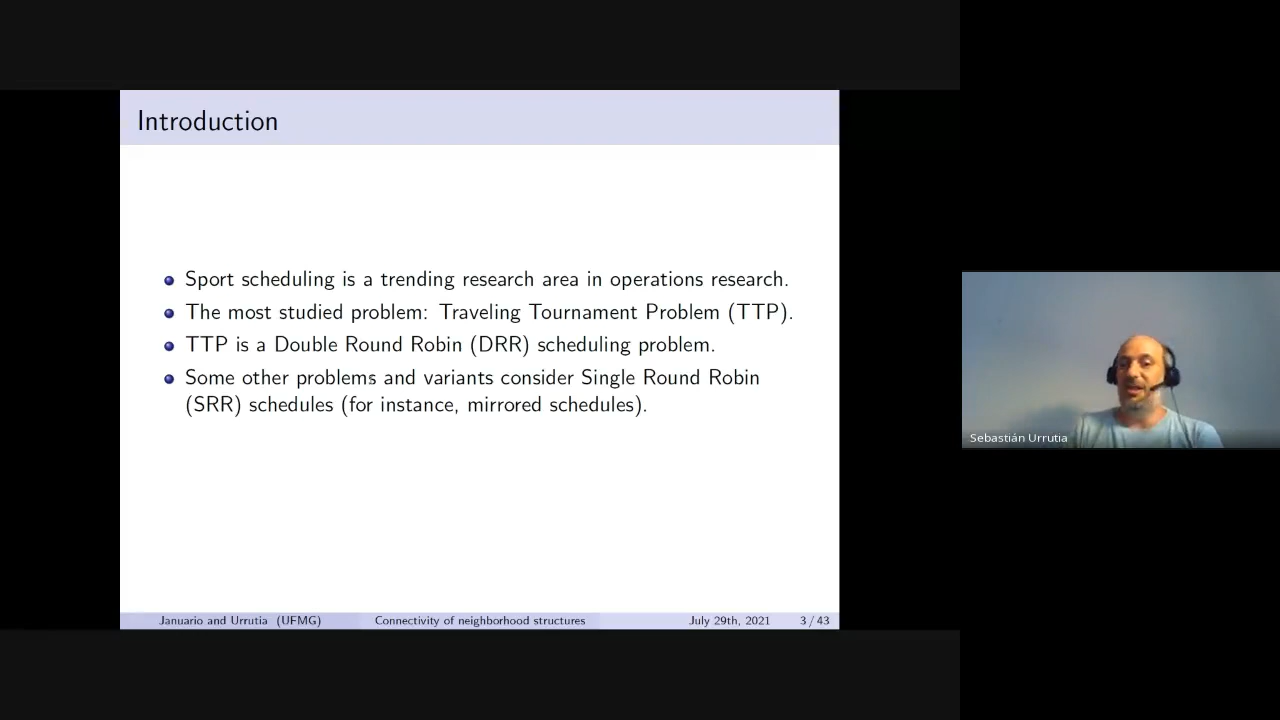 Introduction
Sport scheduling is a trending research area in operations research.
The most studied problem: Traveling Tournament Problem (TTP).
TTP is a Double Round Robin (DRR) scheduling problem.
Some other problems and variants consider Single Round Robin
(SRR) schedules (for instance, mirrored schedules).
Sebastián Urrutia
Januario and Urrutia (UFMG) Connectivity of neighborhood structures July 29th, 2021 3 / 43